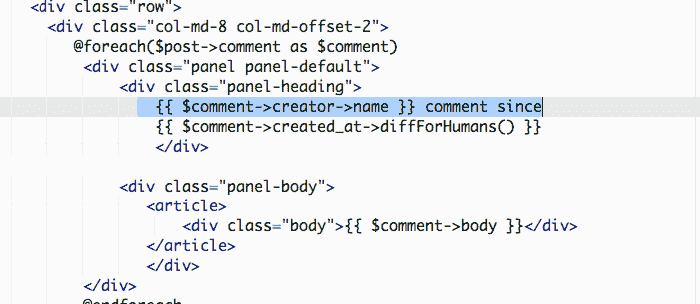 <div class="row">
<div class="col-md-8 col-md-offset-2">
@foreach($post->comment as $comment)
<div class="panel panel-default">
<div class="panel-heading">
{{ $comment->creator->name }} comment since
{{ $comment->created_at->diffForHumans() }}
</div>
<div class="panel-body">
<article>
<div class="body">{{ $comment->body }}</div>
</article>
</div>
</div>
@endforeach